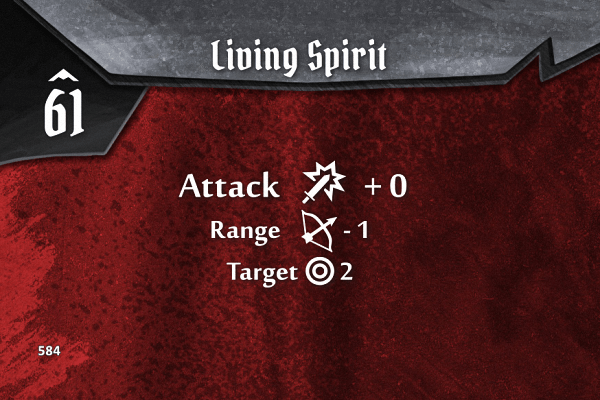 Living Spirit
61
Attack + 0
Range - 1
Target 2
584